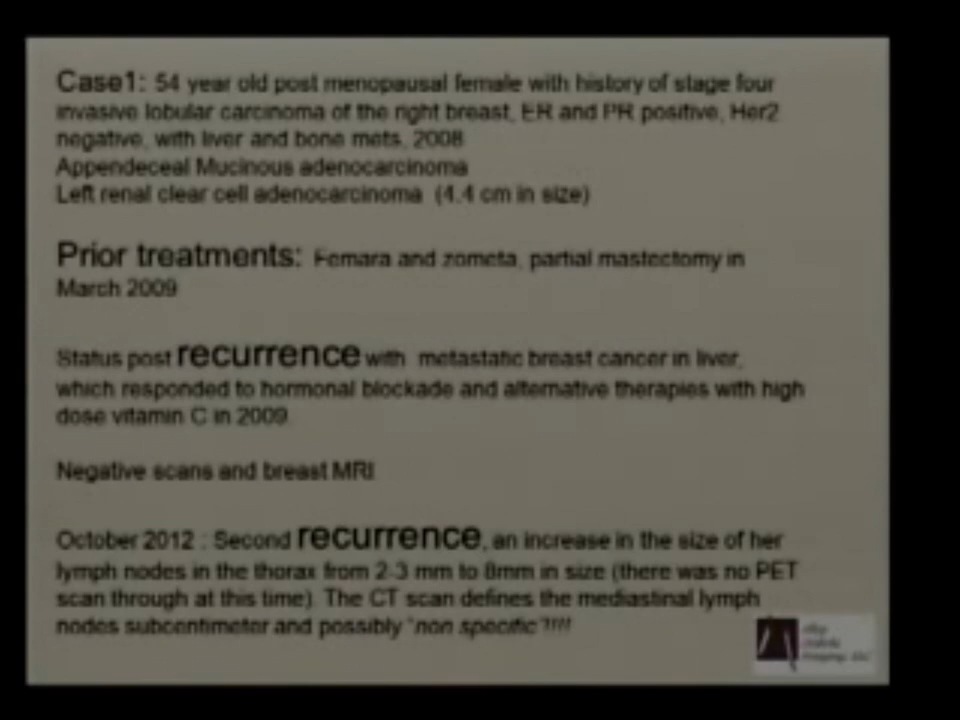 Case1: 54 year old post menopausal female with history of stage four
invasive lobular carcinoma of the right breast, ER and PR positive, Her2
negative, with liver and bone mets, 2008
Appendeceal Mucinous adenocarcinoma
Left renal clear cell adenocarcinoma (4.4 cm in size)
Prior treatments: Femara and zometa, partial mastectomy in
March 2009
Status post recurrence with metastatic breast cancer in liver,
which responded to hormonal blockade and alternative therapies with high
dose vitamin C in 2009
Negative scans and breast MRI
October 2012 : Second recurrence, an increase in the size of her
lymph nodes in the thorax from 2-3 mm to 8mm in size (there was no PET
scan through at this time). The CT scan defines the mediastinal lymph
nodes subcentimeter and possibly "non specific"!!!!